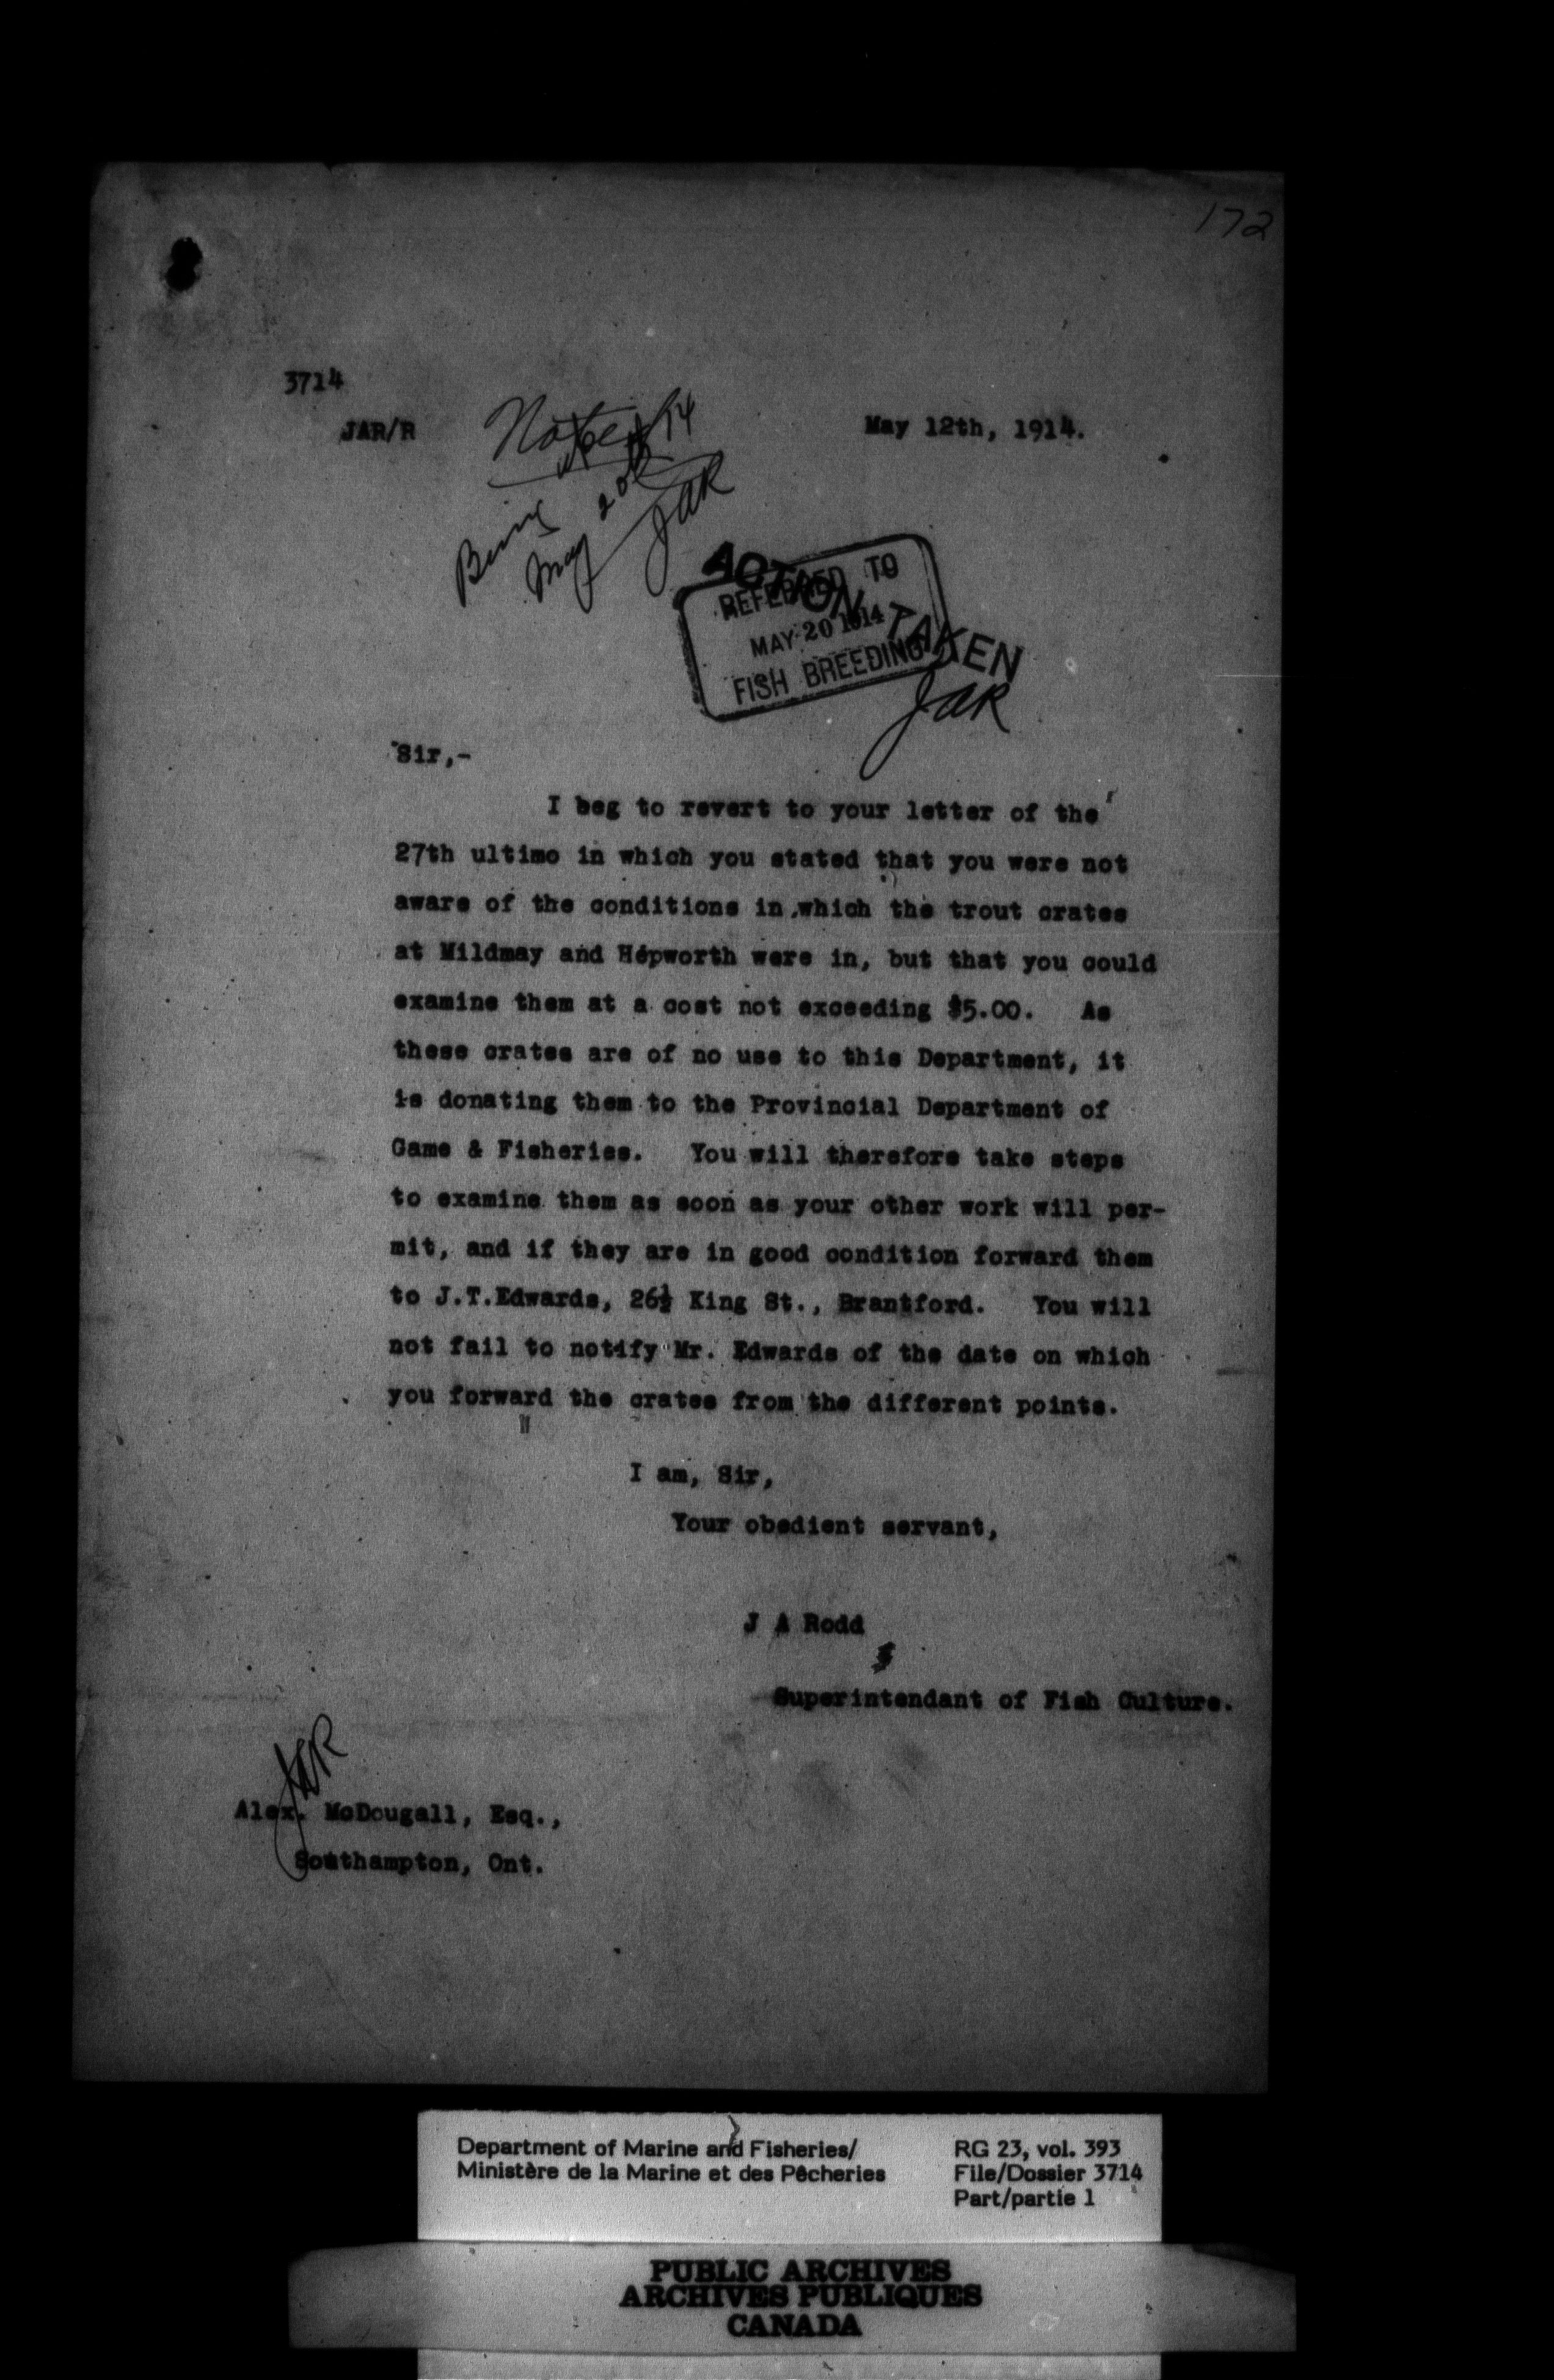 172
3714
JAR/R
Noted
May 12th, 1914.
Bring
May 20th 14
JAR
ACTION TAKEN
REFERRED TO
MAY 20 1914
FISH BREEDING
JAR
Sir,-
I beg to revert to your letter of the
27th ultimo in which you stated that you were not
aware of the conditions in which the trout crates
at Mildmay and Hepworth were in, but that you could
examine them at a cost not exceeding $5.00. As
these crates are of no use to this Department, it
is donating them to the Provincial Department of
Game & Fisheries. You will therefore take steps
to examine them as soon as your other work will per-
mit, and if they are in good condition forward them
to J.T.Edwards, 26½ King St., Brantford. You will
not fail to notify Mr. Edwards of the date on which
you forward the crates from the different points.
I am, Sir,
Your obedient servant,
J A Rodd
Superintendant of Fish Culture.
JAR
Alex. McDougall, Esq.,
Southampton, Ont.
Department of Marine and Fisheries/
Ministère de la Marine et des Pêcheries
RG 23, vol. 393
File/Dossier 3714
Part/partie 1
PUBLIC ARCHIVES
ARCHIVES PUBLIQUES
CANADA